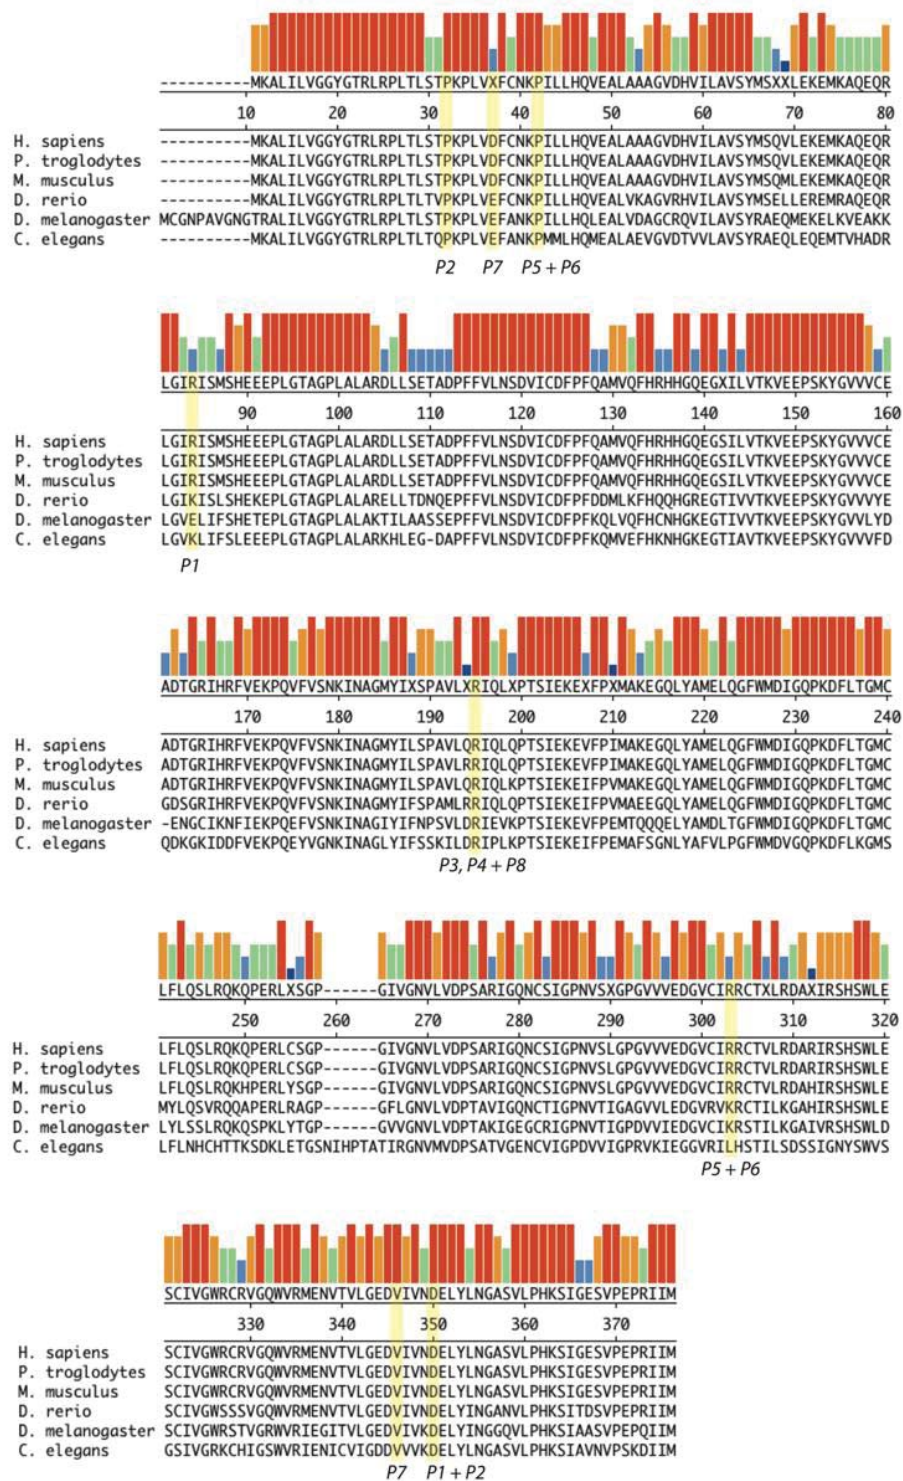 ----------MKALILVGGYGTRLRPLTLSTPKPLVXFCNKPILLHQVEALAAAGVDHVILAVSYMSXXLEKEMKAQEQR
10 20 30 40 50 60 70 80
H. sapiens ----------MKALILVGGYGTRLRPLTLSTPKPLVDFCNKPILLHQVEALAAAGVDHVILAVSYMSQVLEKEMKAQEQR
P. troglodytes ----------MKALILVGGYGTRLRPLTLSTPKPLVDFCNKPILLHQVEALAAAGVDHVILAVSYMSQVLEKEMKAQEQR
M. musculus ----------MKALILVGGYGTRLRPLTLSTPKPLVDFCNKPILLHQVEALAAAGVDHVILAVSYMSQMLEKEMKAQEQR
D. rerio ----------MKALILVGGYGTRLRPLTLTVPKPLVEFCNKPILLHQVEALVKAGVRHVILAVSYMSELLEREMRAQEQR
D. melanogaster MCGNPAVGNGTRALILVGGYGTRLRPLTLSTPKPLVEFANKPILLHQLEALVDAGCRQVILAVSYRAEQMEKELKVEAKK
C. elegans ----------MKALILVGGYGTRLRPLTLTQPKPLVEFANKPMMLHQMEALAEVGVDTVVLAVSYRAEQLEQEMTVHADR
P2 P7 P5 + P6
LGIRISMSHEEEPLGTAGPLALARDLLSETADPFFVLNSDVICDFPFQAMVQFHRHHGQEGXILVTKVEEPSKYGVVVCE
90 100 110 120 130 140 150 160
H. sapiens LGIRISMSHEEEPLGTAGPLALARDLLSETADPFFVLNSDVICDFPFQAMVQFHRHHGQEGSILVTKVEEPSKYGVVVCE
P. troglodytes LGIRISMSHEEEPLGTAGPLALARDLLSETADPFFVLNSDVICDFPFQAMVQFHRHHGQEGSILVTKVEEPSKYGVVVCE
M. musculus LGIRISMSHEEEPLGTAGPLALARDLLSETADPFFVLNSDVICDFPFQAMVQFHRHHGQEGSILVTKVEEPSKYGVVVCE
D. rerio LGIKISLSHEKEPLGTAGPLALARELLTDNQEPFFVLNSDVICDFPFDDMLKFHQQHGREGTIVVTKVEEPSKYGVVVYE
D. melanogaster LGVELIFSHETEPLGTAGPLALAKTILAASSEPFFVLNSDVICDFPFKQLVQFHCNHGKEGTIVVTKVEEPSKYGVVLYD
C. elegans LGVKLIFSLEEEPLGTAGPLALARKHLEG-DAPFFVLNSDVICDFPFKQMVEFHKNHGKEGTIAVTKVEEPSKYGVVVFD
P1
ADTGRIHRFVEKPQVFVSNKINAGMYIXSPAVLXRIQLXPTSIEKEXFPXMAKEGQLYAMELQGFWMDIGQPKDFLTGMC
170 180 190 200 210 220 230 240
H. sapiens ADTGRIHRFVEKPQVFVSNKINAGMYILSPAVLQRIQLQPTSIEKEVFPIMAKEGQLYAMELQGFWMDIGQPKDFLTGMC
P. troglodytes ADTGRIHRFVEKPQVFVSNKINAGMYILSPAVLRRIQLQPTSIEKEVFPIMAKEGQLYAMELQGFWMDIGQPKDFLTGMC
M. musculus ADTGRIHRFVEKPQVFVSNKINAGMYILSPAVLQRIQLKPTSIEKEIFPVMAKEGQLYAMELQGFWMDIGQPKDFLTGMC
D. rerio GDSGRIHRFVEKPQVFVSNKINAGMYIFSPAMLRRIQLQPTSIEKEIFPVMAEEGQLYAMELQGFWMDIGQPKDFLTGMC
D. melanogaster -ENGCIKNFIEKPQEFVSNKINAGIYIFNPSVLDRIEVKPTSIEKEVFPEMTQQQELYAMDLTGFWMDIGQPKDFLTGMC
C. elegans QDKGKIDDFVEKPQEYVGNKINAGLYIFSSKILDRIPLKPTSIEKEIFPEMAFSGNLYAFVLPGFWMDVGQPKDFLKGMS
P3, P4 + P8
LFLQSLRQKQPERLXSGP------GIVGNVLVDPSARIGQNCSIGPNVSXGPGVVVEDGVCIRRCTXLRDAXIRSHSWLE
250 260 270 280 290 300 310 320
H. sapiens LFLQSLRQKQPERLCSGP------GIVGNVLVDPSARIGQNCSIGPNVSLGPGVVVEDGVCIRRCTVLRDARIRSHSWLE
P. troglodytes LFLQSLRQKQPERLCSGP------GIVGNVLVDPSARIGQNCSIGPNVSLGPGVVVEDGVCIRRCTVLRDARIRSHSWLE
M. musculus LFLQSLRQKHPERLYSGP------GIVGNVLVDPSARIGQNCSIGPNVSLGPGVVVEDGVCIRRCTVLRDAHIRSHSWLE
D. rerio MYLQSVRQQAPERLRAGP------GFLGNVLVDPTAVIGQNCTIGPNVTIGAGVVLEDGVRVKRCTILKGAHIRSHSWLE
D. melanogaster LYLSSLRQKQSPKLYTGP------GVVGNVLVDPTAKIGEGCRIGPNVTIGPDVVIEDGVCIKRSTILKGAIVRSHSWLD
C. elegans LFLNHCHTTKSDKLETGSNIHPTATIRGNVMVDPSATVGENCVIGPDVVIGPRVKIEGGVRILHSTILSDSSIGNYSWVS
P5 + P6
SCIVGWRCRVGQWVRMENVTVLGEDVIVNDELYLNGASVLPHKSIGESVPEPRIIM
330 340 350 360 370
H. sapiens SCIVGWRCRVGQWVRMENVTVLGEDVIVNDELYLNGASVLPHKSIGESVPEPRIIM
P. troglodytes SCIVGWRCRVGQWVRMENVTVLGEDVIVNDELYLNGASVLPHKSIGESVPEPRIIM
M. musculus SCIVGWRCRVGQWVRMENVTVLGEDVIVNDELYLNGASVLPHKSIGESVPEPRIIM
D. rerio SCIVGWSSSVGQWVRMENVTVLGEDVIVNDELYINGANVLPHKSITDSVPEPRIIM
D. melanogaster SCIVGWRSTVGRWVRIEGITVLGEDVIVKDELYINGGQVLPHKSIAASVPEPQIIM
C. elegans GSIVGRKCHIGSWVRIENICVIGDDVVVKDELYLNGASVLPHKSIAVNVPSKDIIM
P7 P1 + P2